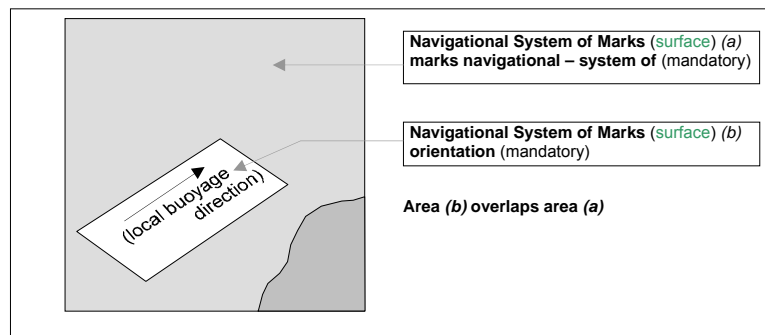 Navigational System of Marks (surface) (a)
marks navigational – system of (mandatory)
Navigational System of Marks (surface) (b)
orientation (mandatory)
(local buoyage
direction)
Area (b) overlaps area (a)